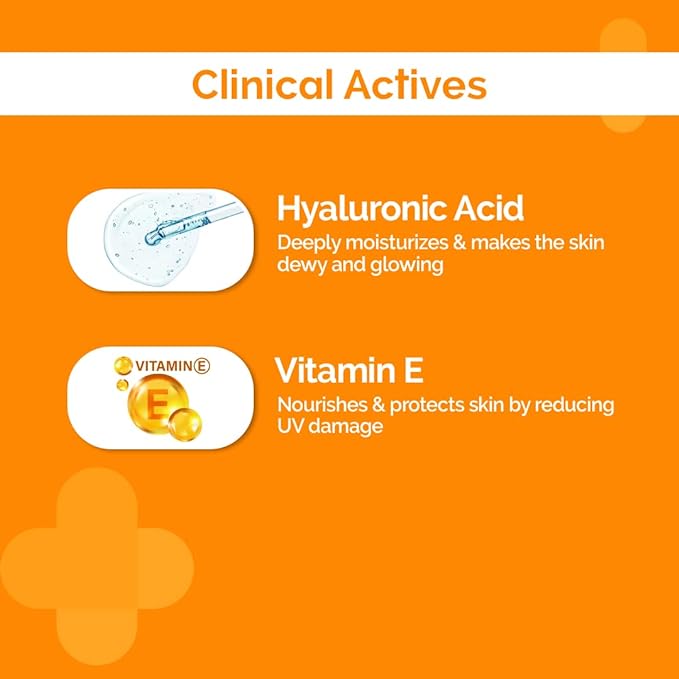 Clinical Actives
Hyaluronic Acid
Deeply moisturizes & makes the skin
dewy and glowing
VITAMIN E
E
Vitamin E
Nourishes & protects skin by reducing
UV damage